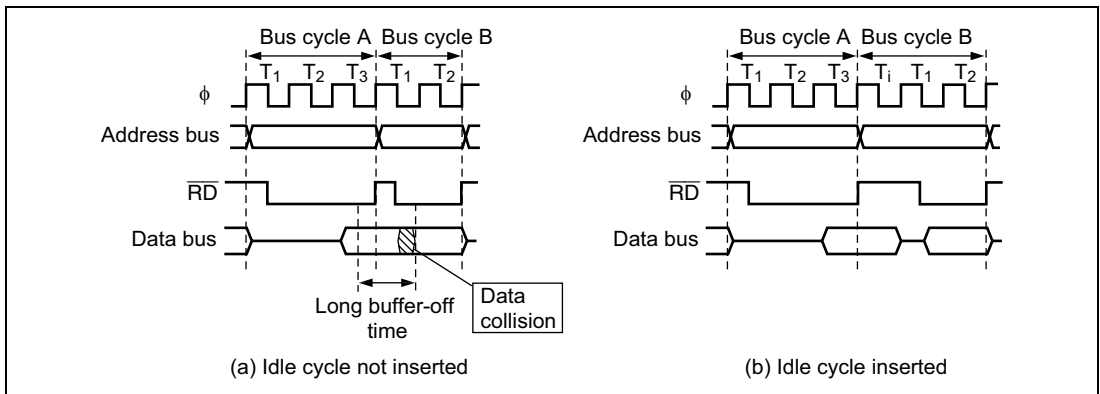 Bus cycle A Bus cycle B
T1 T2 T3 T1 T2
ϕ
Address bus
RD
Data bus
Long buffer-off
time
Data
collision
(a) Idle cycle not inserted
Bus cycle A Bus cycle B
T1 T2 T3 Ti T1 T2
ϕ
Address bus
RD
Data bus
(b) Idle cycle inserted